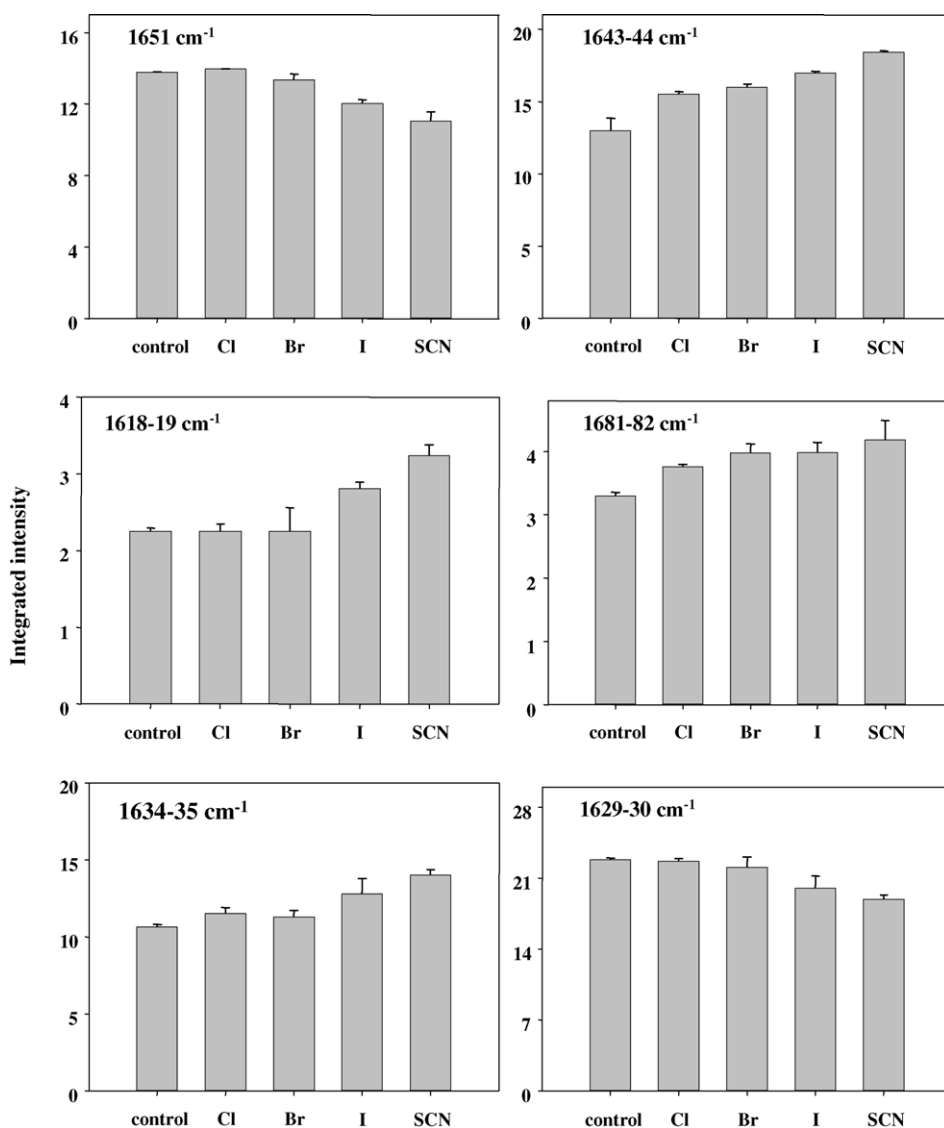 1651 cm⁻¹
16
12
8
4
0
control Cl Br I SCN
1643-44 cm⁻¹
20
15
10
5
0
control Cl Br I SCN
Integrated intensity
1618-19 cm⁻¹
4
3
2
1
0
control Cl Br I SCN
1681-82 cm⁻¹
4
3
2
1
0
control Cl Br I SCN
1634-35 cm⁻¹
20
15
10
5
0
control Cl Br I SCN
1629-30 cm⁻¹
28
21
14
7
0
control Cl Br I SCN